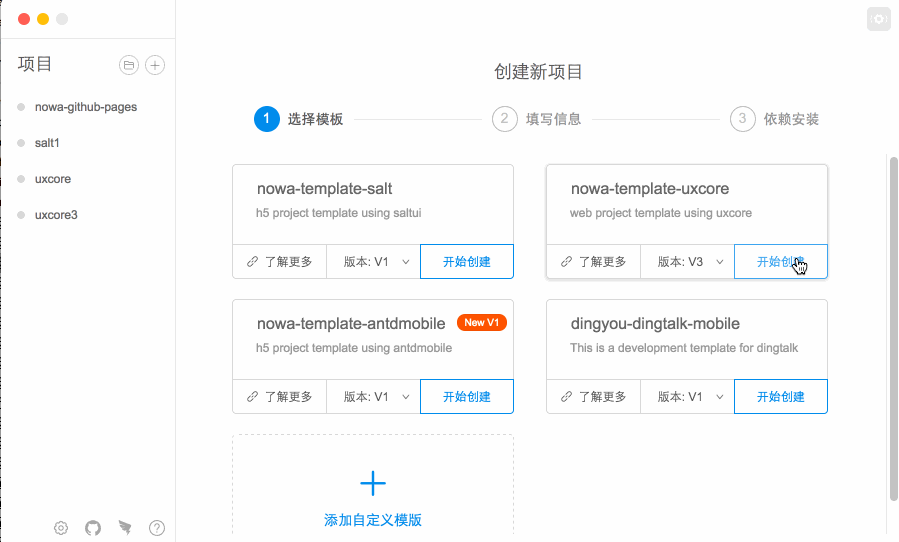 项目
nowa-github-pages
salt1
uxcore
uxcore3
创建新项目
1 选择模板
2 填写信息
3 依赖安装
nowa-template-salt
h5 project template using saltui
了解更多 版本: V1 开始创建
nowa-template-uxcore
web project template using uxcore
了解更多 版本: V3 开始创建
nowa-template-antdmobile New V1
h5 project template using antdmobile
了解更多 版本: V1 开始创建
dingyou-dingtalk-mobile
This is a development template for dingtalk
了解更多 版本: V1 开始创建
添加自定义模版